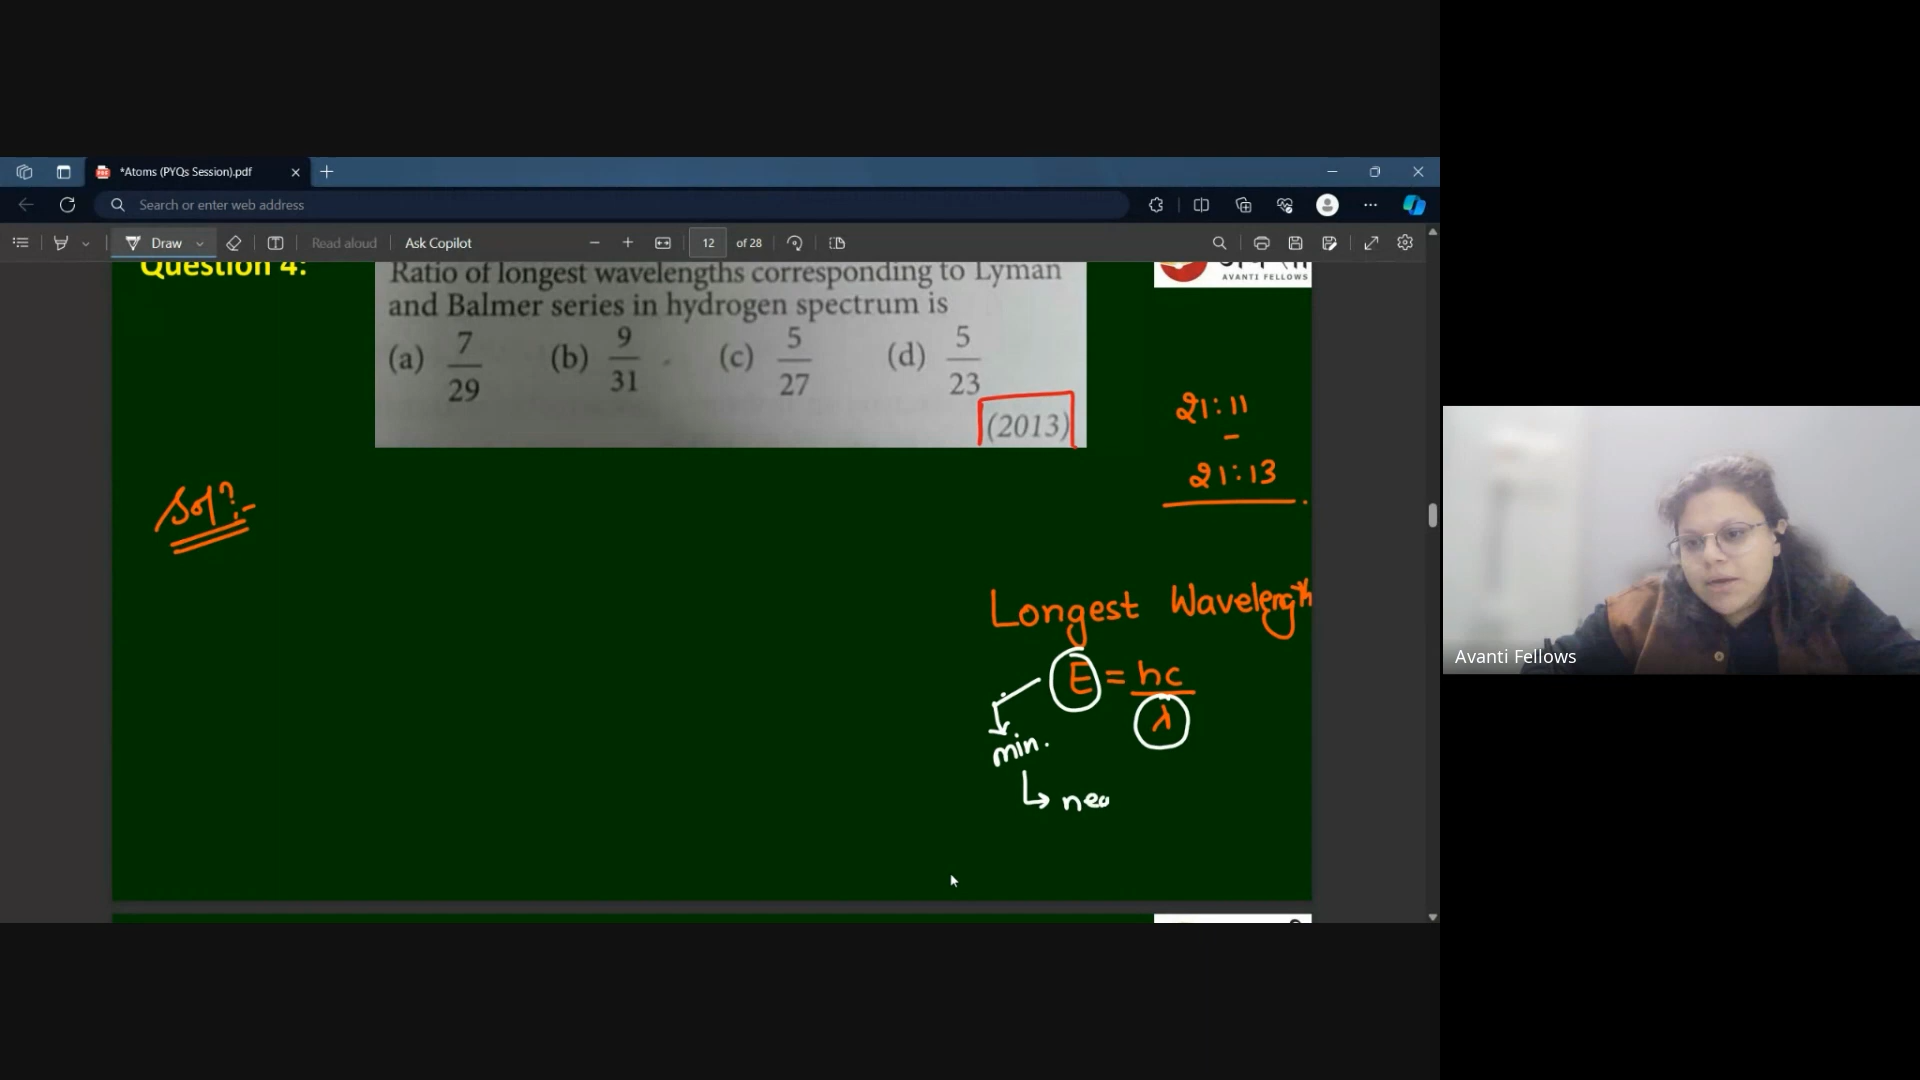 *Atoms (PYQs Session).pdf
Search or enter web address
Draw
Read aloud
Ask Copilot
12
of 28
Question 4:
Ratio of longest wavelengths corresponding to Lyman
and Balmer series in hydrogen spectrum is
(a) 7/29 (b) 9/31 (c) 5/27 (d) 5/23
(2013)
AVANTI FELLOWS
21:11
-
21:13
Sol?:-
Longest Wavelength
E = hc/λ
min.
↳ nea
Avanti Fellows